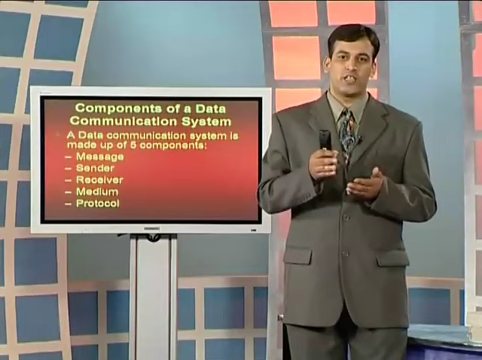 Components of a Data
Communication System
A Data communication system is
made up of 5 components:
– Message
– Sender
– Receiver
– Medium
– Protocol